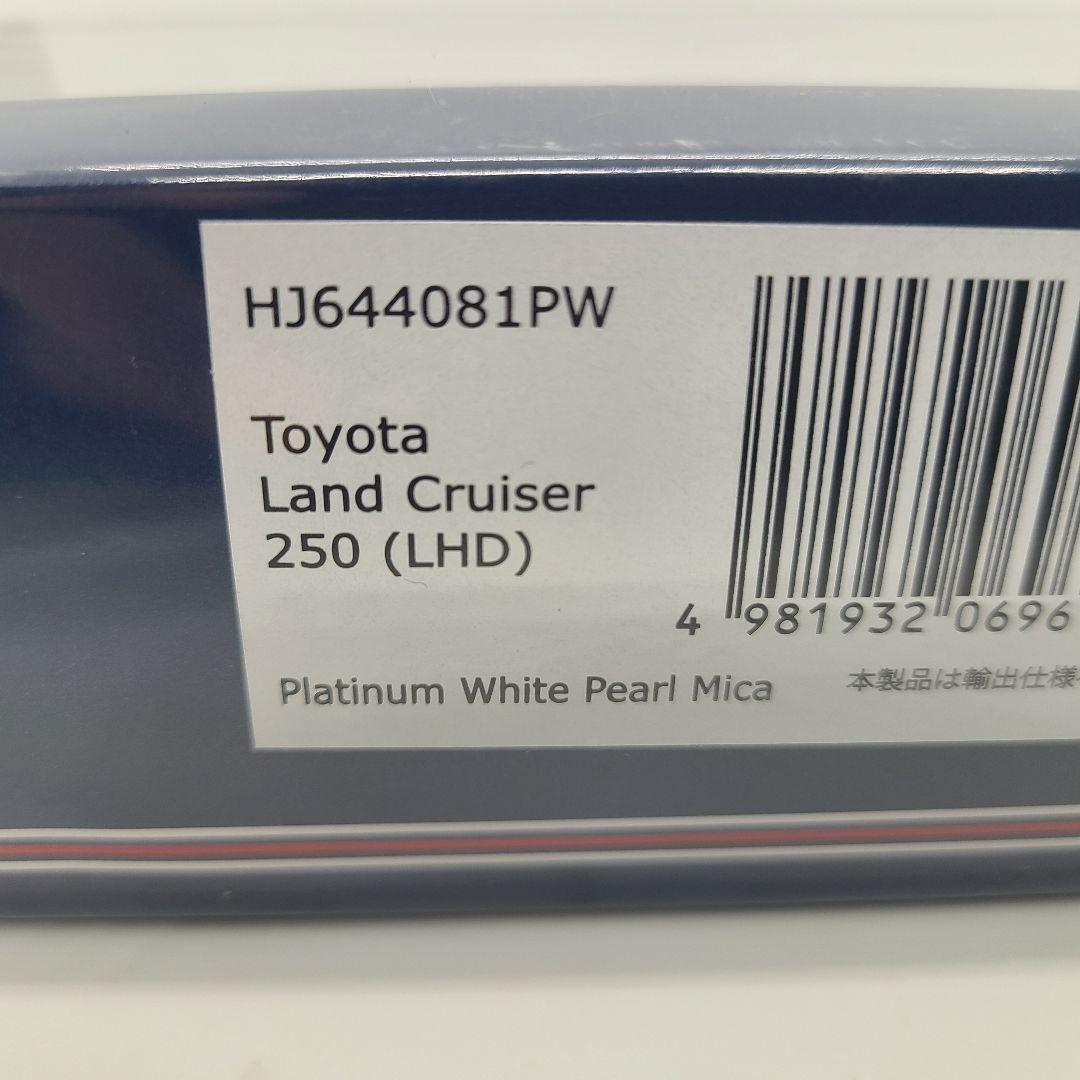 HJ644081PW
Toyota
Land Cruiser
250 (LHD)
4 981932 0696
Platinum White Pearl Mica
本製品は輸出仕様